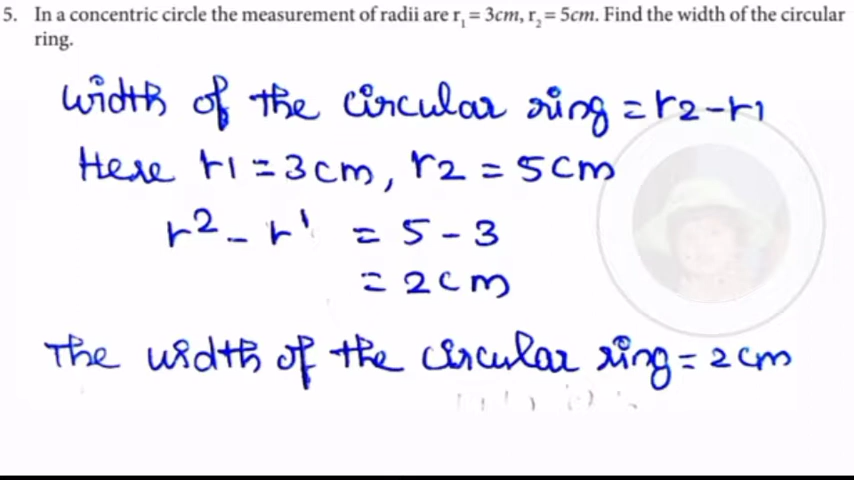 5. In a concentric circle the measurement of radii are r₁ = 3cm, r₂ = 5cm. Find the width of the circular
ring.
width of the circular ring = r2 - r1
Here r1 = 3cm, r2 = 5cm
r2 - r1 = 5 - 3
= 2cm
The width of the circular ring = 2cm